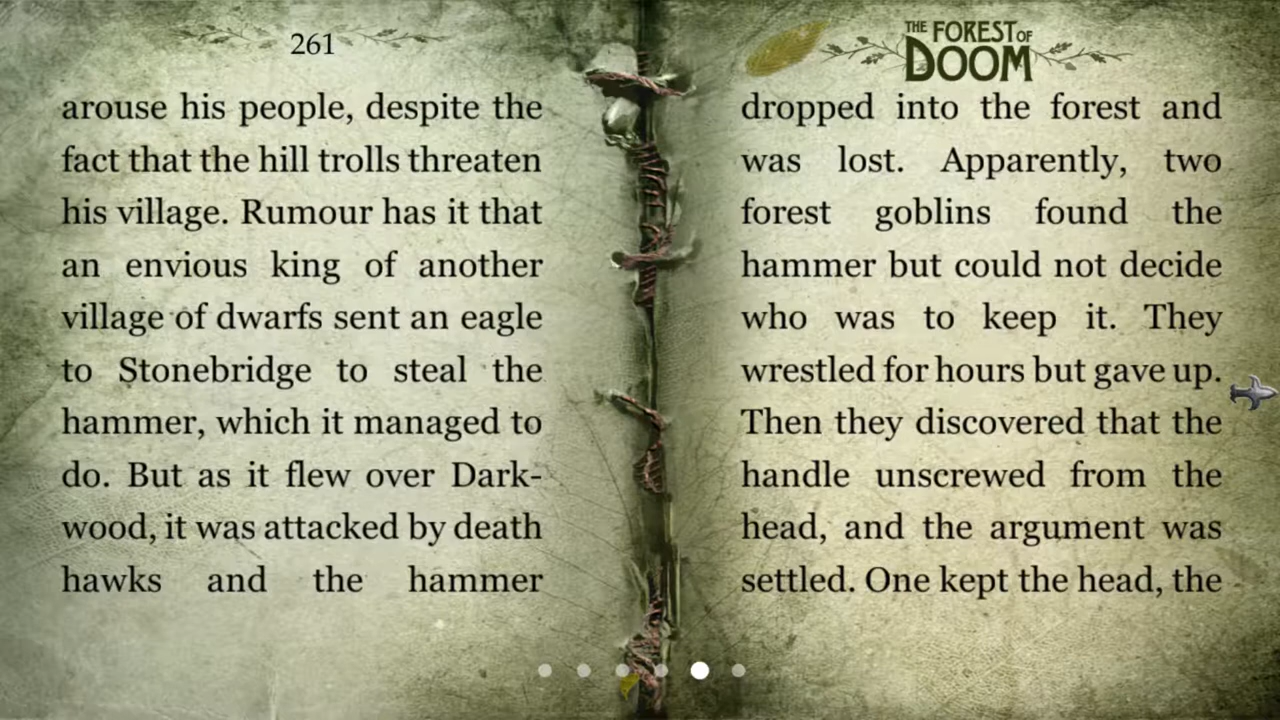 261
arouse his people, despite the
fact that the hill trolls threaten
his village. Rumour has it that
an envious king of another
village of dwarfs sent an eagle
to Stonebridge to steal the
hammer, which it managed to
do. But as it flew over Dark-
wood, it was attacked by death
hawks and the hammer
THE FOREST OF
DOOM
dropped into the forest and
was lost. Apparently, two
forest goblins found the
hammer but could not decide
who was to keep it. They
wrestled for hours but gave up.
Then they discovered that the
handle unscrewed from the
head, and the argument was
settled. One kept the head, the